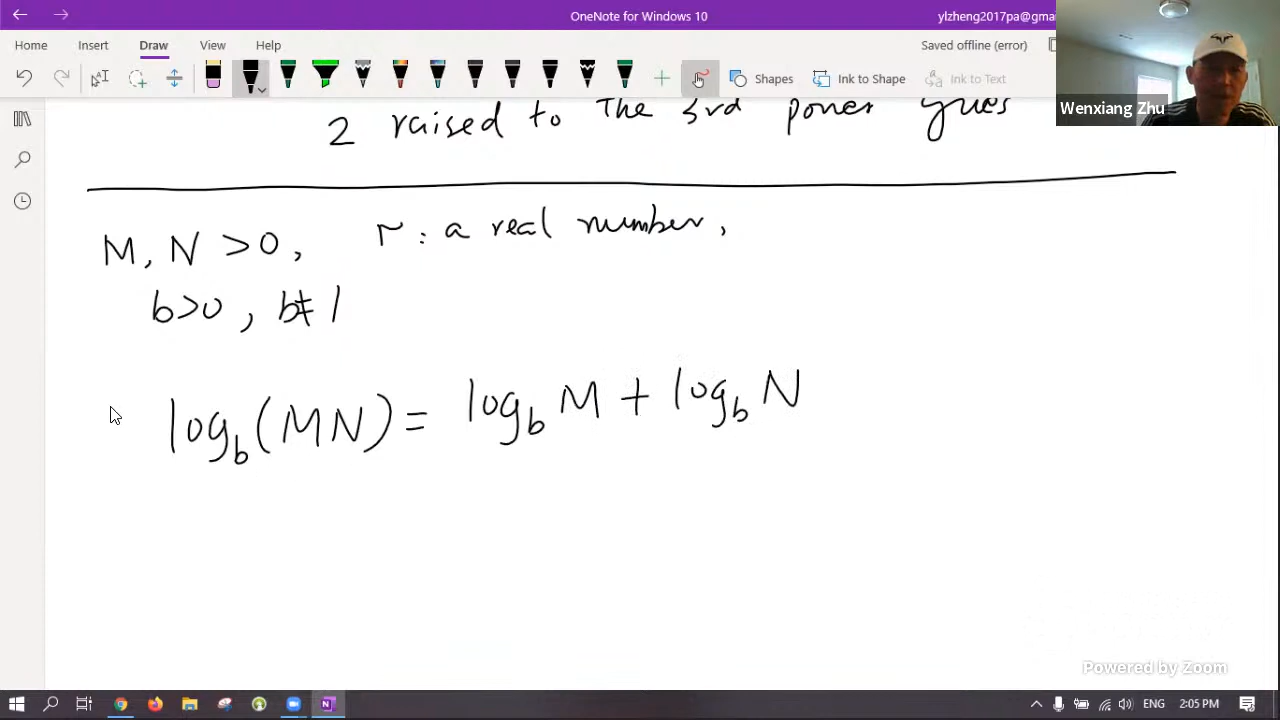 OneNote for Windows 10
ylzheng2017pa@gma
Home Insert Draw View Help
Saved offline (error)
Shapes Ink to Shape Ink to Text
Wenxiang Zhu
2 raised to the 3rd power gives
M, N > 0, r : a real number,
b>0, b≠1
log_b(MN) = log_b M + log_b N
Powered by Zoom
ENG 2:05 PM